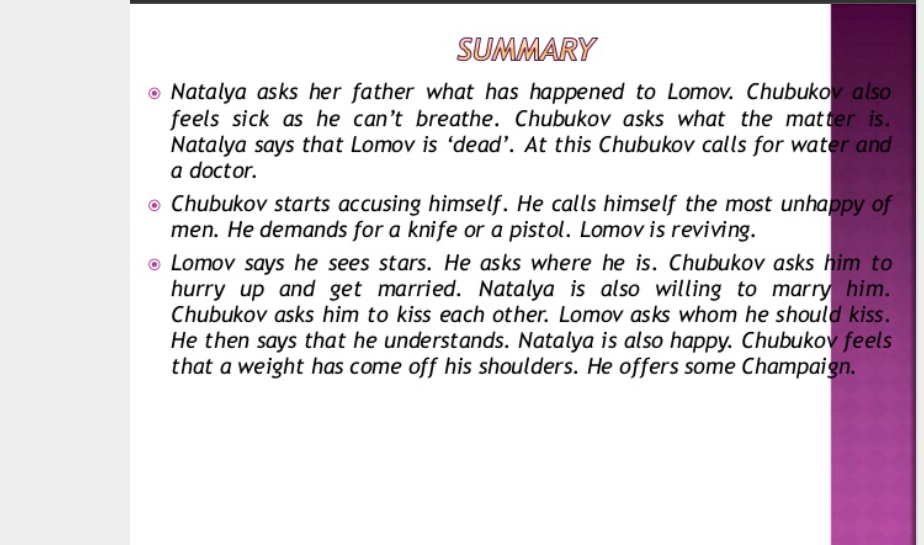 SUMMARY
Natalya asks her father what has happened to Lomov. Chubukov also
feels sick as he can't breathe. Chubukov asks what the matter is.
Natalya says that Lomov is ‘dead’. At this Chubukov calls for water and
a doctor.
Chubukov starts accusing himself. He calls himself the most unhappy of
men. He demands for a knife or a pistol. Lomov is reviving.
Lomov says he sees stars. He asks where he is. Chubukov asks him to
hurry up and get married. Natalya is also willing to marry him.
Chubukov asks him to kiss each other. Lomov asks whom he should kiss.
He then says that he understands. Natalya is also happy. Chubukov feels
that a weight has come off his shoulders. He offers some Champaign.